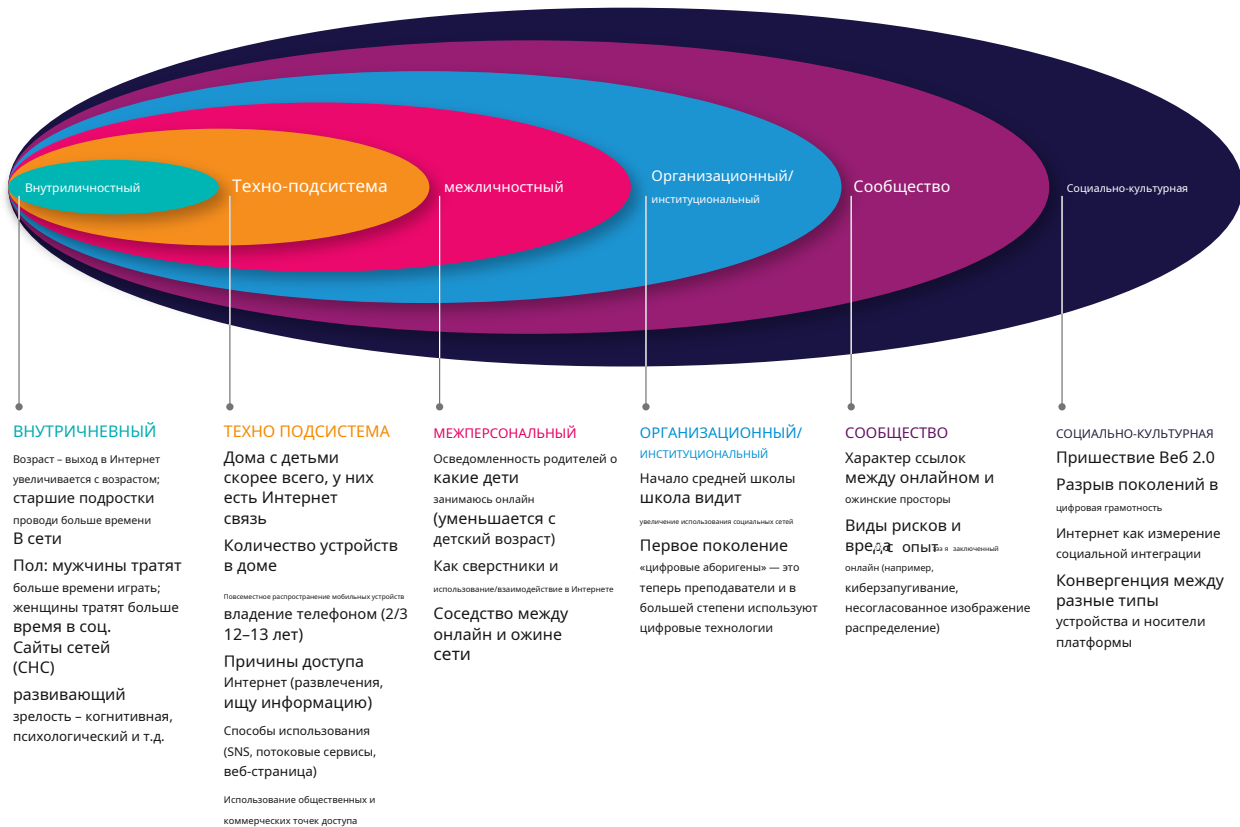 Внутриличностный
Техно-подсистема
межличностный
Организационный/
институциональный
Сообщество
Социально-культурная
ВНУТРИЧНЕВНЫЙ
Возраст – выход в Интернет
увеличивается с возрастом;
старшие подростки
проводи больше времени
В сети
Пол: мужчины тратят
больше времени играть;
женщины тратят больше
время в соц.
Сайты сетей
(СНС)
развивающий
зрелость – когнитивная,
психологический и т.д.
ТЕХНО ПОДСИСТЕМА
Дома с детьми
скорее всего, у них
есть Интернет
связь
Количество устройств
в доме
Повсеместное распространение мобильных устройств
владение телефоном (2/3
12–13 лет)
Причины доступа
Интернет (развлечения,
ищу информацию)
Способы использования
(SNS, потоковые сервисы,
веб-страница)
Использование общественных и
коммерческих точек доступа
МЕЖПЕРСОНАЛЬНЫЙ
Осведомленность родителей о
какие дети
занимаюсь онлайн
(уменьшается с
детский возраст)
Как сверстники и
использование/взаимодействие в Интернете
Соседство между
онлайн и ожине
сети
ОРГАНИЗАЦИОННЫЙ/
ИНСТИТУЦИОНАЛЬНЫЙ
Начало средней школы
школа видит
увеличение использования социальных сетей
Первое поколение
«цифровые аборигены» — это
теперь преподаватели и в
большей степени используют
цифровые технологии
СООБЩЕСТВО
Характер ссылок
между онлайном и
ожинские просторы
Виды рисков и
вреда с опыт заключенный
онлайн (например,
киберзапугивание,
несогласованное изображение
распределение)
СОЦИАЛЬНО-КУЛЬТУРНАЯ
Пришествие Веб 2.0
Разрыв поколений в
цифровая грамотность
Интернет как измерение
социальной интеграции
Конвергенция между
разные типы
устройства и носители
платформы